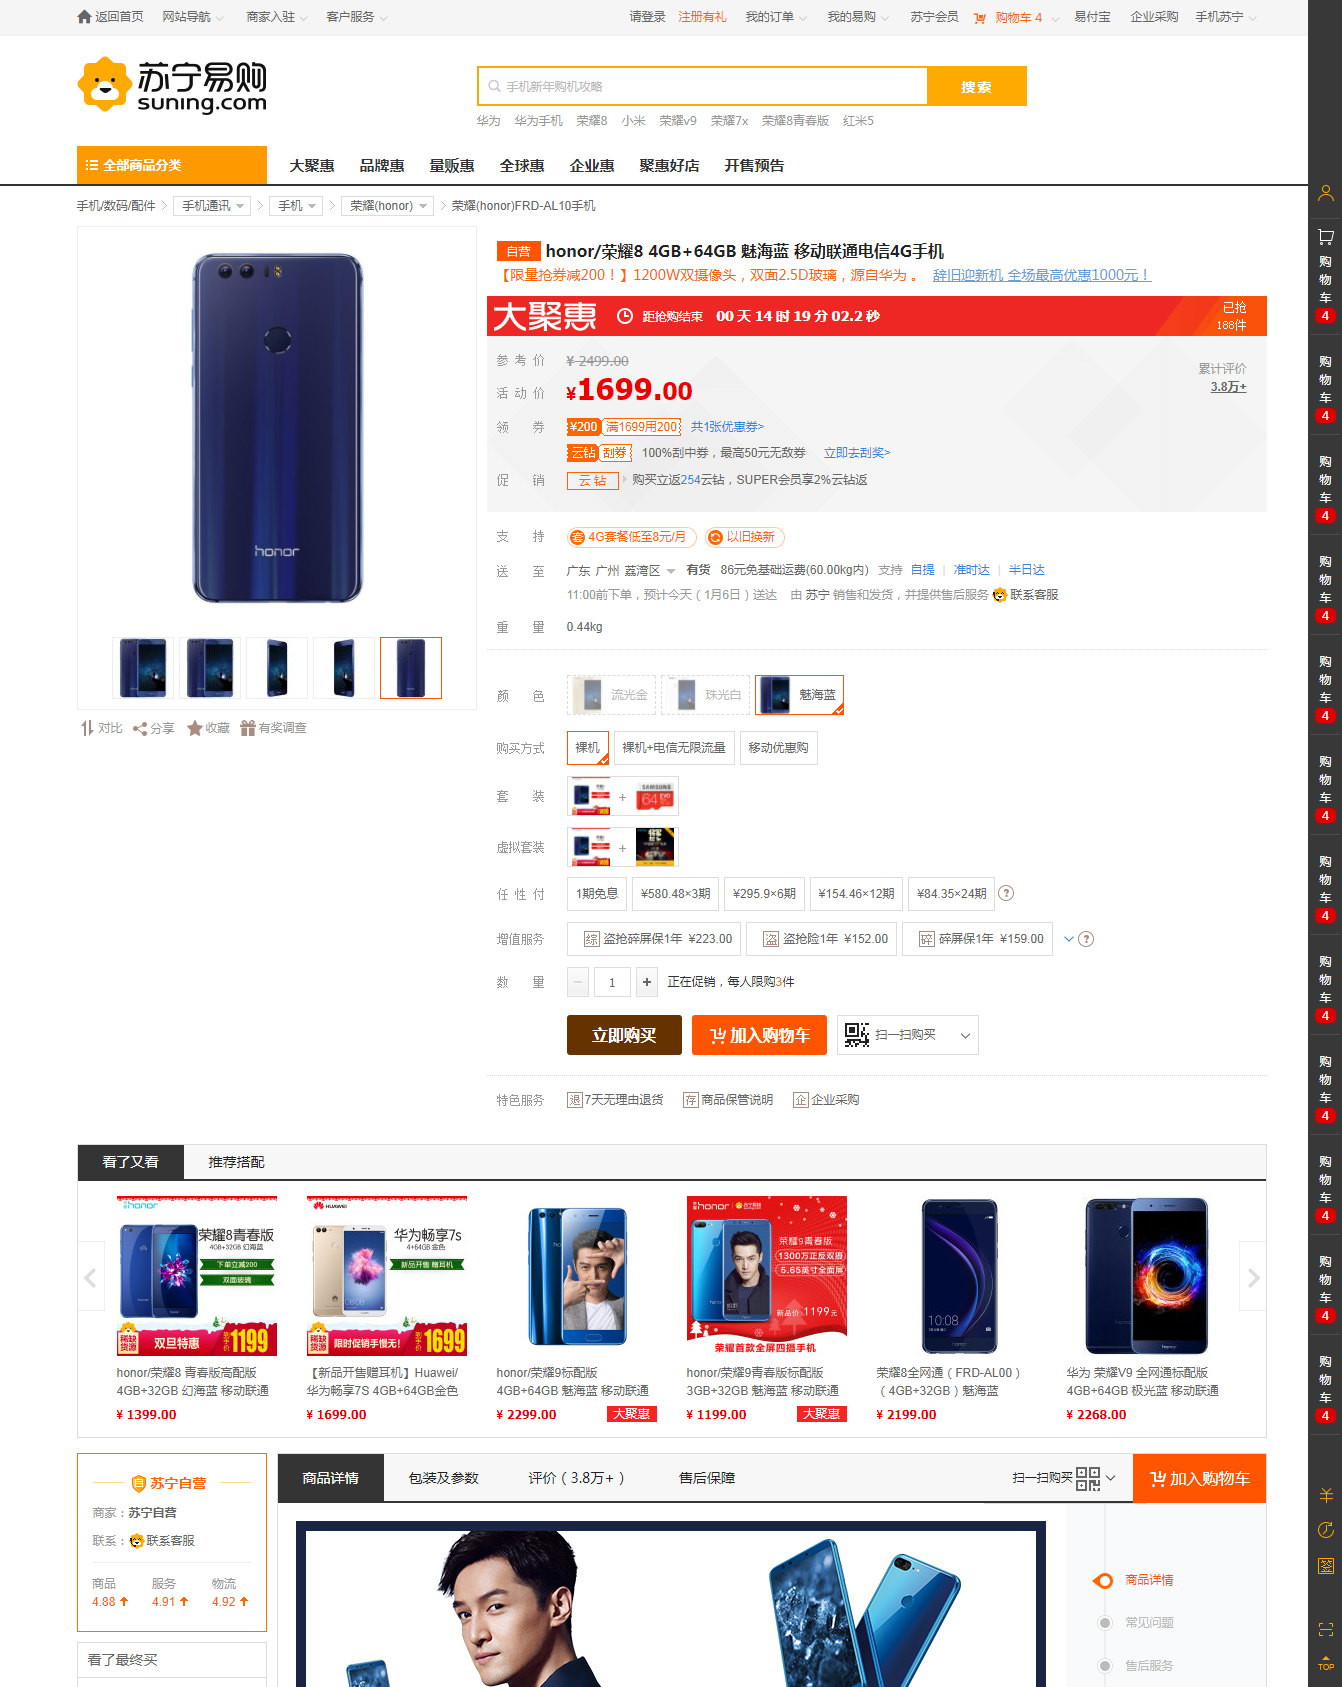 返回首页 网站导航 商家入驻 客户服务 请登录 注册有礼 我的订单 我的易购 苏宁会员 购物车 4 易付宝 企业采购 手机苏宁
苏宁易购
suning.com
手机新年购机攻略 搜索
华为 华为手机 荣耀8 小米 荣耀v9 荣耀7x 荣耀8青春版 红米5
全部商品分类 大聚惠 品牌惠 量贩惠 全球惠 企业惠 聚惠好店 开售预告
手机/数码/配件 手机通讯 手机 荣耀(honor) 荣耀(honor)FRD-AL10手机
自营 honor/荣耀8 4GB+64GB 魅海蓝 移动联通电信4G手机
【限量抢券减200！】1200W双摄像头，双面2.5D玻璃，源自华为 。 辞旧迎新机 全场最高优惠1000元！
大聚惠 距抢购结束 00 天 14 时 19 分 02.2 秒 已抢
188件
参 考 价 ¥ 2499.00 累计评价
活 动 价 ¥1699.00 3.8万+
领 券 ¥200 满1699用200 共1张优惠券>
云钻 刮券 100%刮中券，最高50元无敌券 立即去刮奖>
促 销 云 钻 购买立返254云钻，SUPER会员享2%云钻返
支 持 套 4G套餐低至8元/月 以旧换新
送 至 广东 广州 荔湾区 有货 86元免基础运费(60.00kg内) 支持 自提 | 准时达 | 半日达
11:00前下单，预计今天（1月6日）送达 由 苏宁 销售和发货，并提供售后服务 联系客服
重 量 0.44kg
honor
对比 分享 收藏 有奖调查
颜 色 流光金 珠光白 魅海蓝
购买方式 裸机 裸机+电信无限流量 移动优惠购
套 装 + SAMSUNG 64 EVO
虚拟套装 +
任 性 付 1期免息 ¥580.48×3期 ¥295.9×6期 ¥154.46×12期 ¥84.35×24期 ?
增值服务 综 盗抢碎屏保1年 ¥223.00 盗 盗抢险1年 ¥152.00 碎 碎屏保1年 ¥159.00 ?
数 量 − 1 + 正在促销，每人限购3件
立即购买 加入购物车 扫一扫购买
特色服务 退 7天无理由退货 存 商品保管说明 企 企业采购
看了又看 推荐搭配
honor
荣耀8青春版
4GB+32GB 幻海蓝
下单立减200
双面玻璃
稀缺货源 双旦特惠 1199
HUAWEI
华为畅享7s
4+64GB 金色
新品开售 赠耳机
稀缺货源 限时促销手慢无！ 1699
honor 苏宁易购
荣耀9青春版
1300万正反双摄
5.65英寸全面屏
新品价：1199元
荣耀首款全屏四摄手机
10:08
honor/荣耀8 青春版高配版
4GB+32GB 幻海蓝 移动联通
¥ 1399.00
【新品开售赠耳机】Huawei/
华为畅享7S 4GB+64GB金色
¥ 1699.00
honor/荣耀9标配版
4GB+64GB 魅海蓝 移动联通
¥ 2299.00 大聚惠
honor/荣耀9青春版标配版
3GB+32GB 魅海蓝 移动联通
¥ 1199.00 大聚惠
荣耀8全网通（FRD-AL00）
（4GB+32GB）魅海蓝
¥ 2199.00
华为 荣耀V9 全网通标配版
4GB+64GB 极光蓝 移动联通
¥ 2268.00
自 苏宁自营
商家：苏宁自营
联系： 联系客服
商品 服务 物流
4.88 4.91 4.92
看了最终买
商品详情 包装及参数 评价（3.8万+ ） 售后保障 扫一扫购买 加入购物车
商品详情
常见问题
售后服务
购物车 4
购物车 4
购物车 4
购物车 4
购物车 4
购物车 4
购物车 4
购物车 4
购物车 4
购物车 4
购物车 4
购物车 4
签
TOP